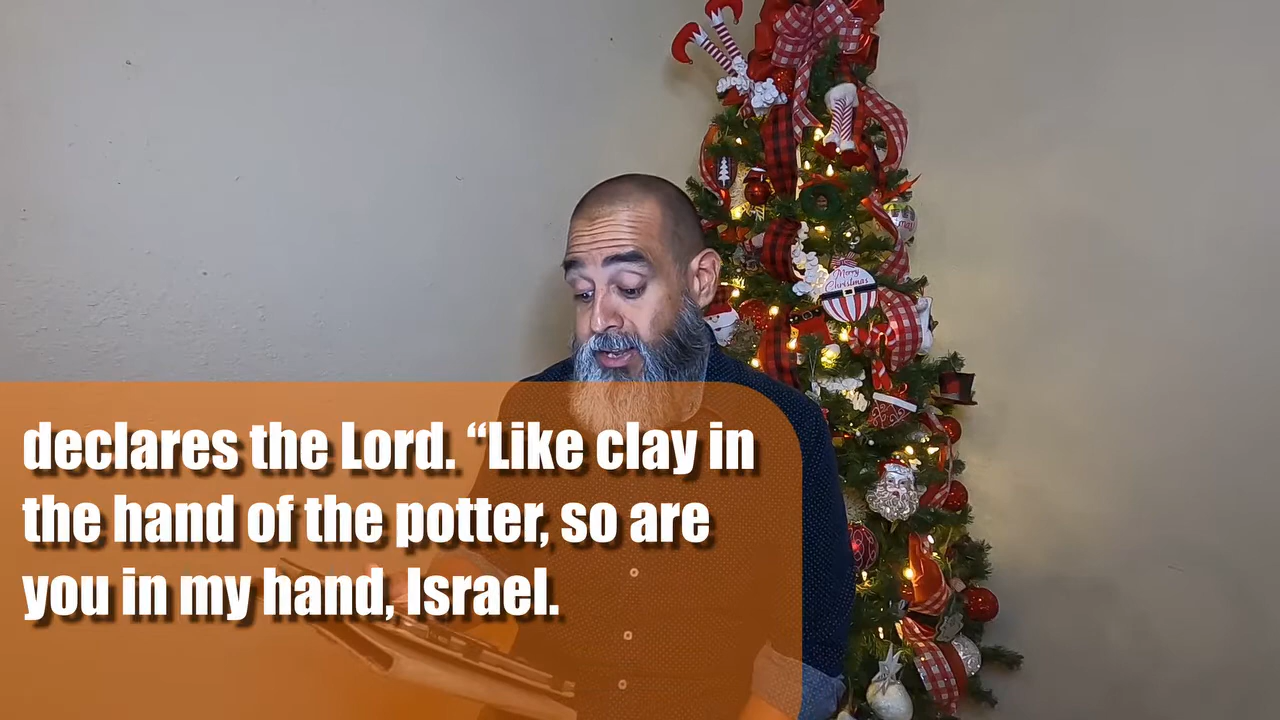 Merry
Christmas
declares the Lord. “Like clay in
the hand of the potter, so are
you in my hand, Israel.